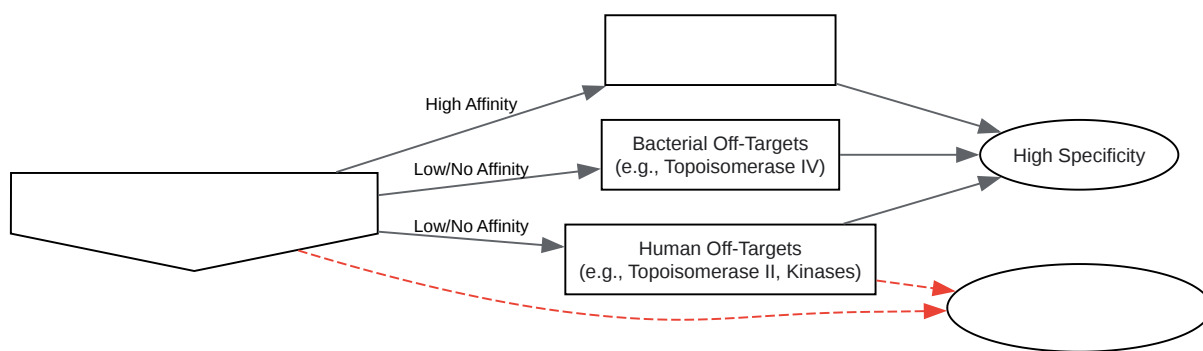 High Affinity
Bacterial Off-Targets
(e.g., Topoisomerase IV)
High Specificity
Low/No Affinity
Low/No Affinity
Human Off-Targets
(e.g., Topoisomerase II, Kinases)